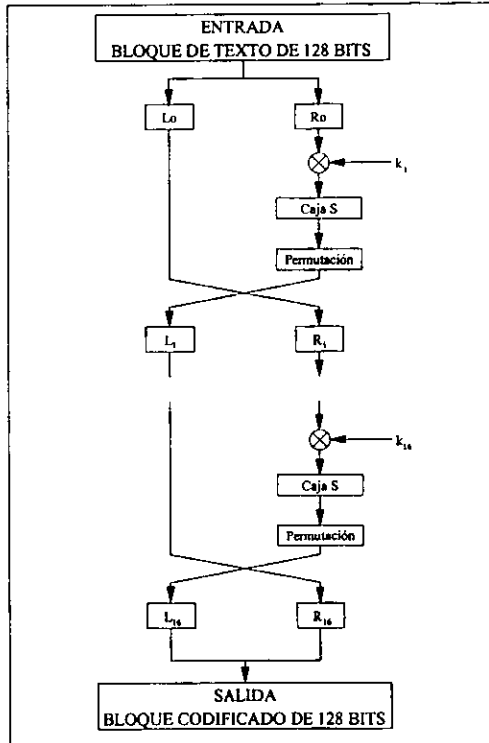 ENTRADA
BLOQUE DE TEXTO DE 128 BITS
Lo
Ro
k₁
Caja S
Permutación
L₁
R₁
k₁₆
Caja S
Permutación
L₁₆
R₁₆
SALIDA
BLOQUE CODIFICADO DE 128 BITS